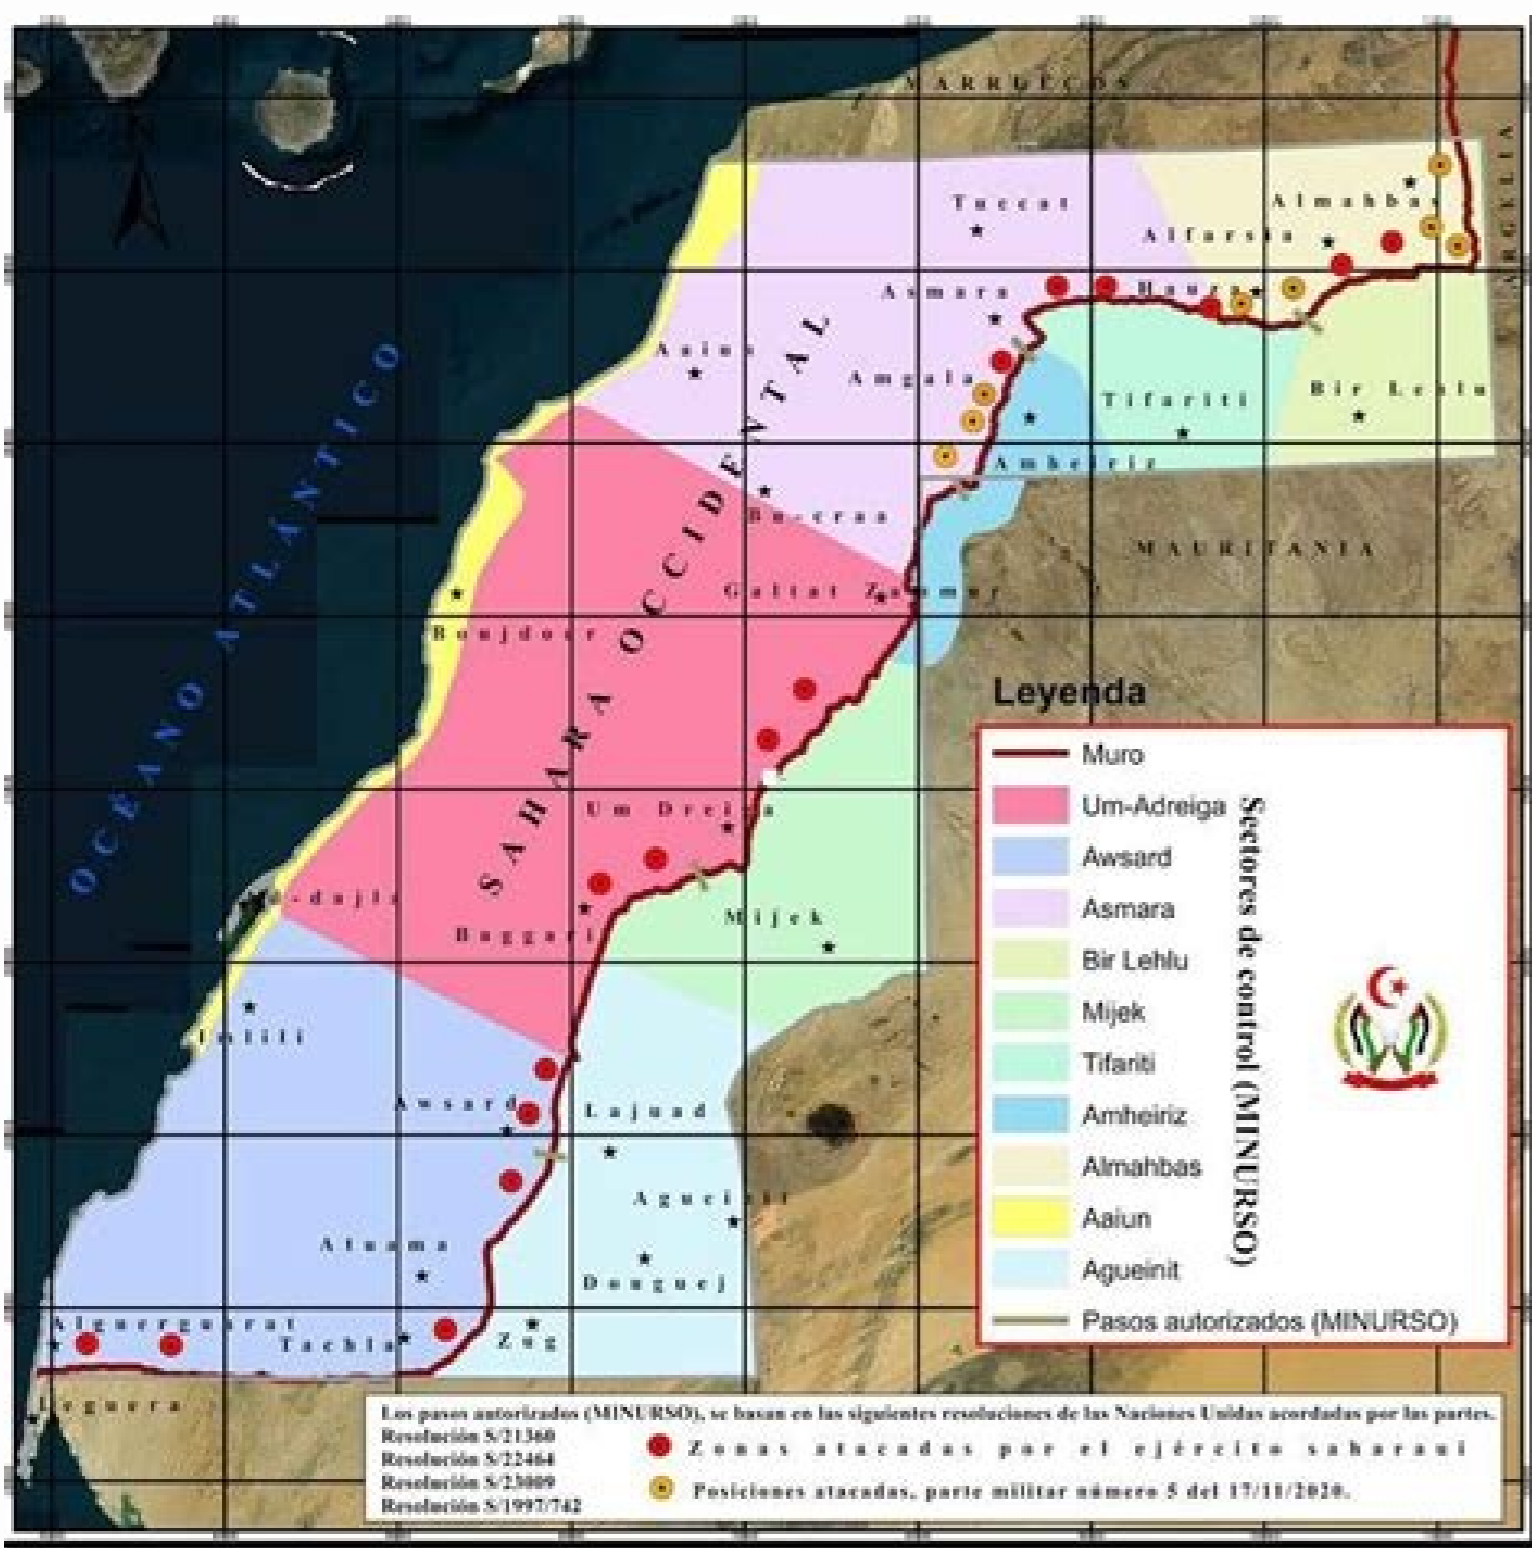 MARRUECOS
ARGELIA
Tuccat
Almahbas
Alfarsia
Asmara
Haura
Aaiun
Amgala
Tifariti
Bir Lehlu
Amheiriz
Bu-craa
MAURITANIA
Galtat Zammur
Boujdour
OCÉANO ATLÁNTICO
SAHARA OCCIDENTAL
Um Dreiga
Baggari
Mijek
Imlili
Awsard
Lajuad
Agueinit
Atuama
Douguej
Alguerguarat
Tachla
Zug
Leguera
Leyenda
Muro
Um-Adreiga
Awsard
Asmara
Bir Lehlu
Mijek
Tifariti
Amheiriz
Almahbas
Aaiun
Agueinit
Pasos autorizados (MINURSO)
Sectores de control (MINURSO)
Los pasos autorizados (MINURSO), se basan en las siguientes resoluciones de las Naciones Unidas acordadas por las partes.
Resolución S/21360
Resolución S/22464
Resolución S/23009
Resolución S/1997/742
Zonas atacadas por el ejército saharaui
Posiciones atacadas, parte militar número 5 del 17/11/2020.